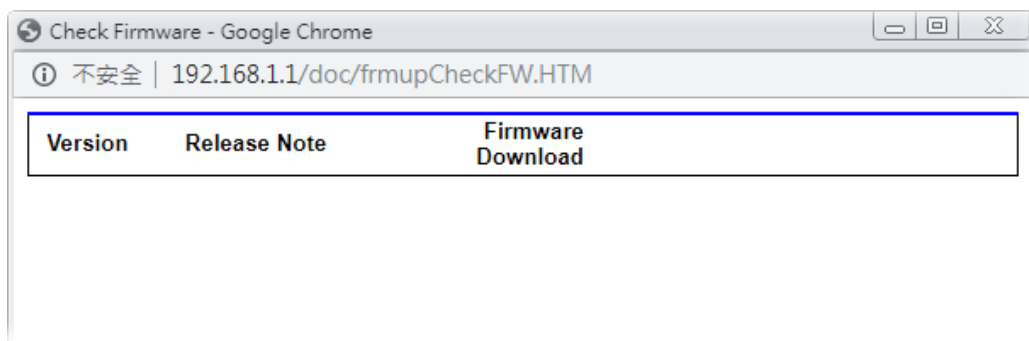 Check Firmware - Google Chrome
不安全 | 192.168.1.1/doc/frmupCheckFW.HTM
Version Release Note Firmware Download